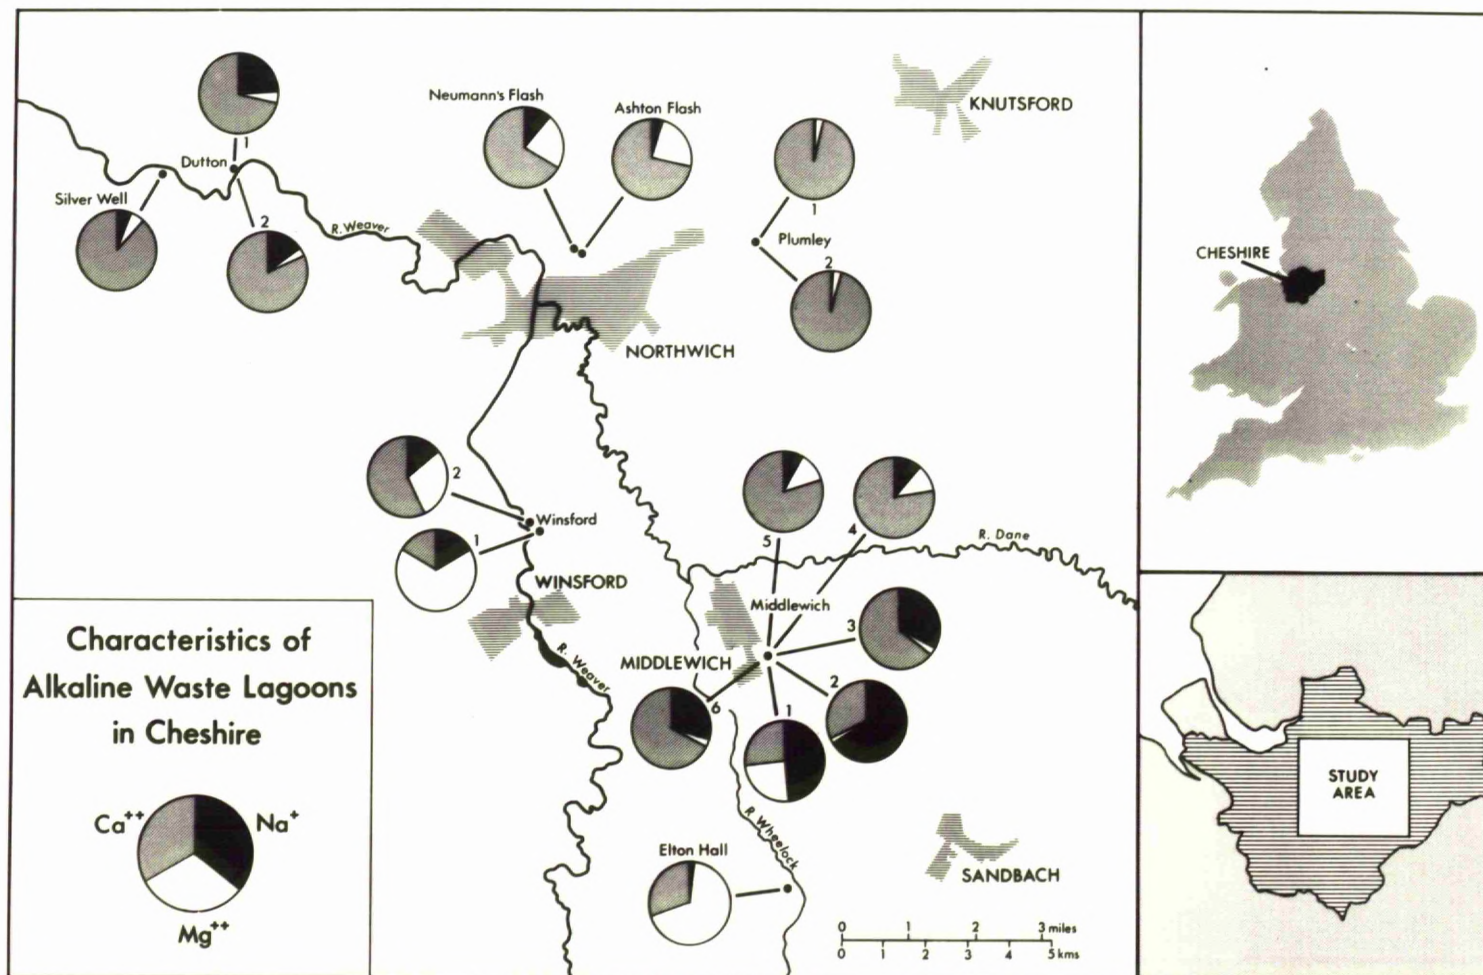 KNUTSFORD
Neumann's Flash
Ashton Flash
1
Dutton
Silver Well
2
R. Weaver
1
Plumley
2
NORTHWICH
CHESHIRE
2
Winsford
1
WINSFORD
R. Weaver
5
4
R. Dane
Middlewich
3
MIDDLEWICH
2
6
1
R. Wheelock
Elton Hall
SANDBACH
0 1 2 3 miles
0 1 2 3 4 5 kms
Characteristics of
Alkaline Waste Lagoons
in Cheshire
Ca++
Na+
Mg++
STUDY
AREA